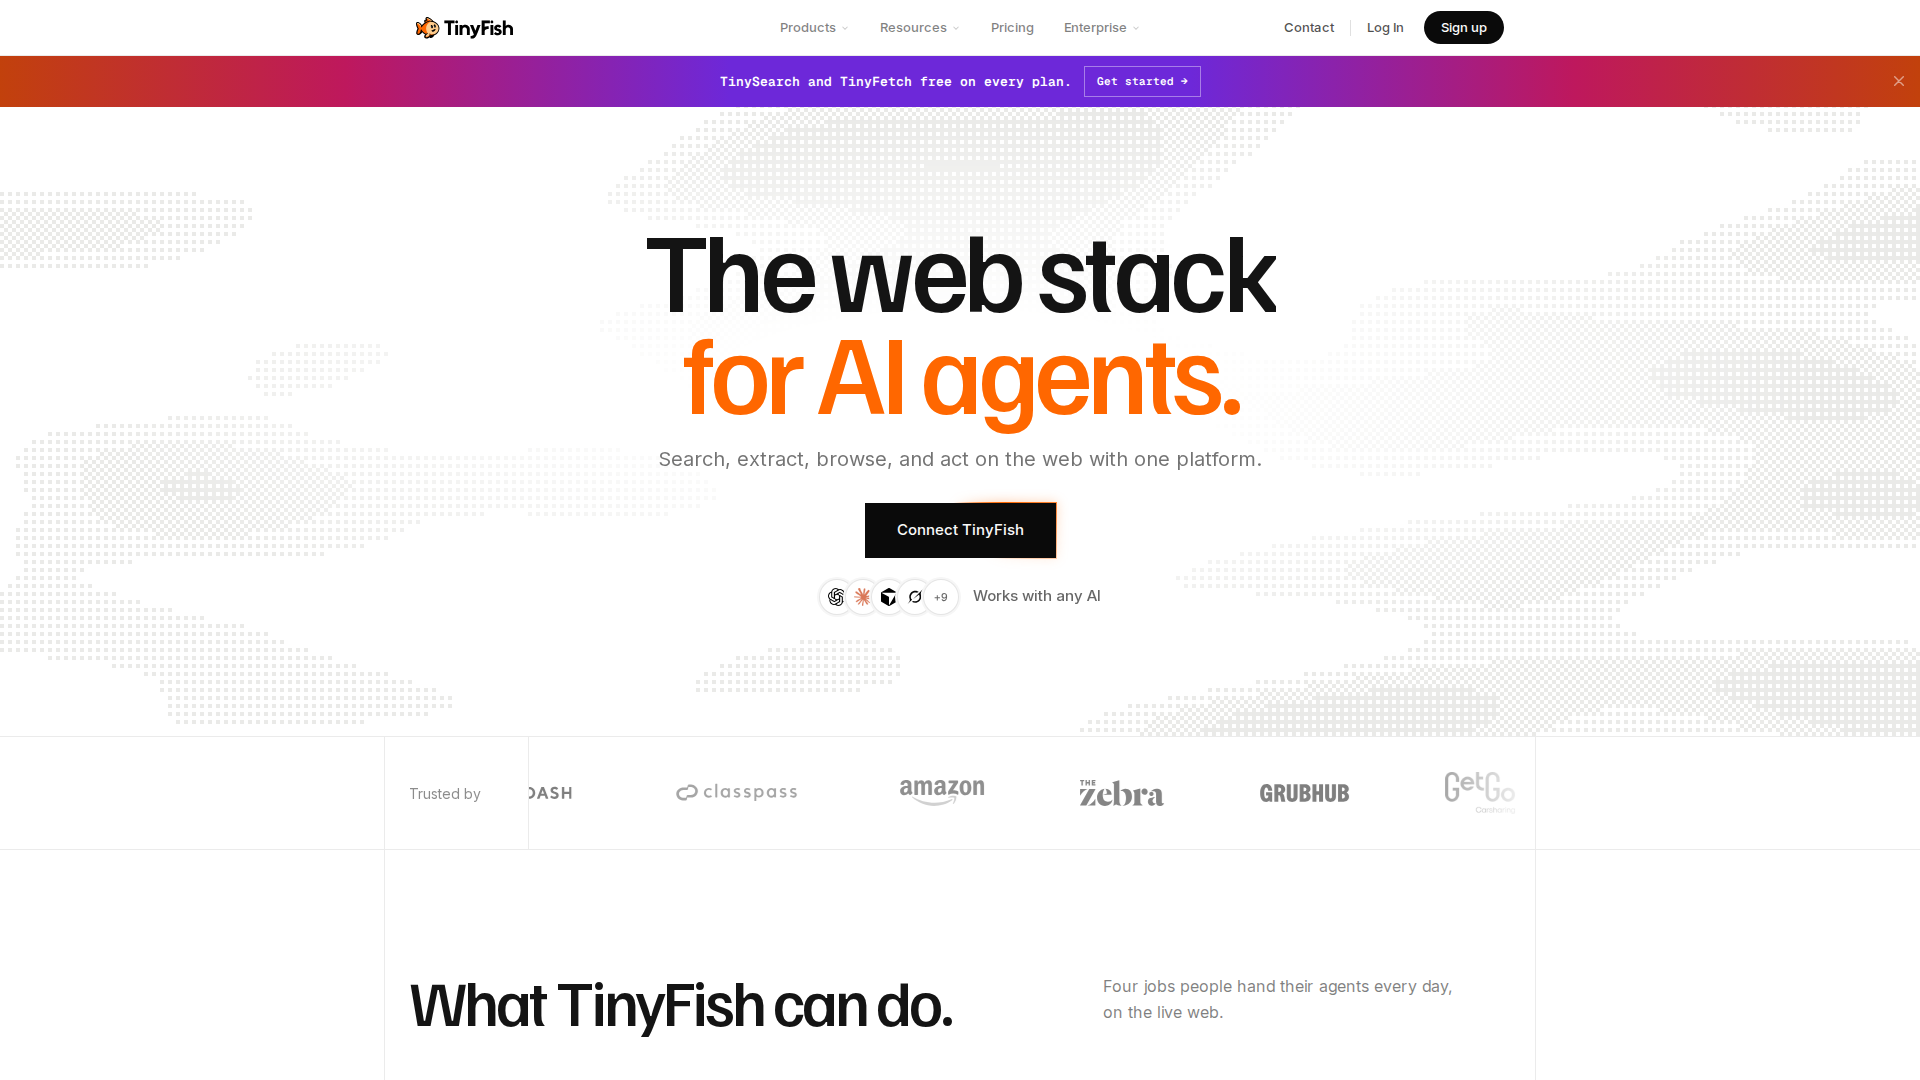 TinyFish
Products
Resources
Pricing
Enterprise
Contact
Log In
Sign up
TinySearch and TinyFetch free on every plan.
Get started →
The web stack
for AI agents.
Search, extract, browse, and act on the web with one platform.
Connect TinyFish
+9
Works with any AI
Trusted by
DASH
classpass
amazon
THE
Zebra
GRUBHUB
GetGo
Carsharing
What TinyFish can do.
Four jobs people hand their agents every day,
on the live web.